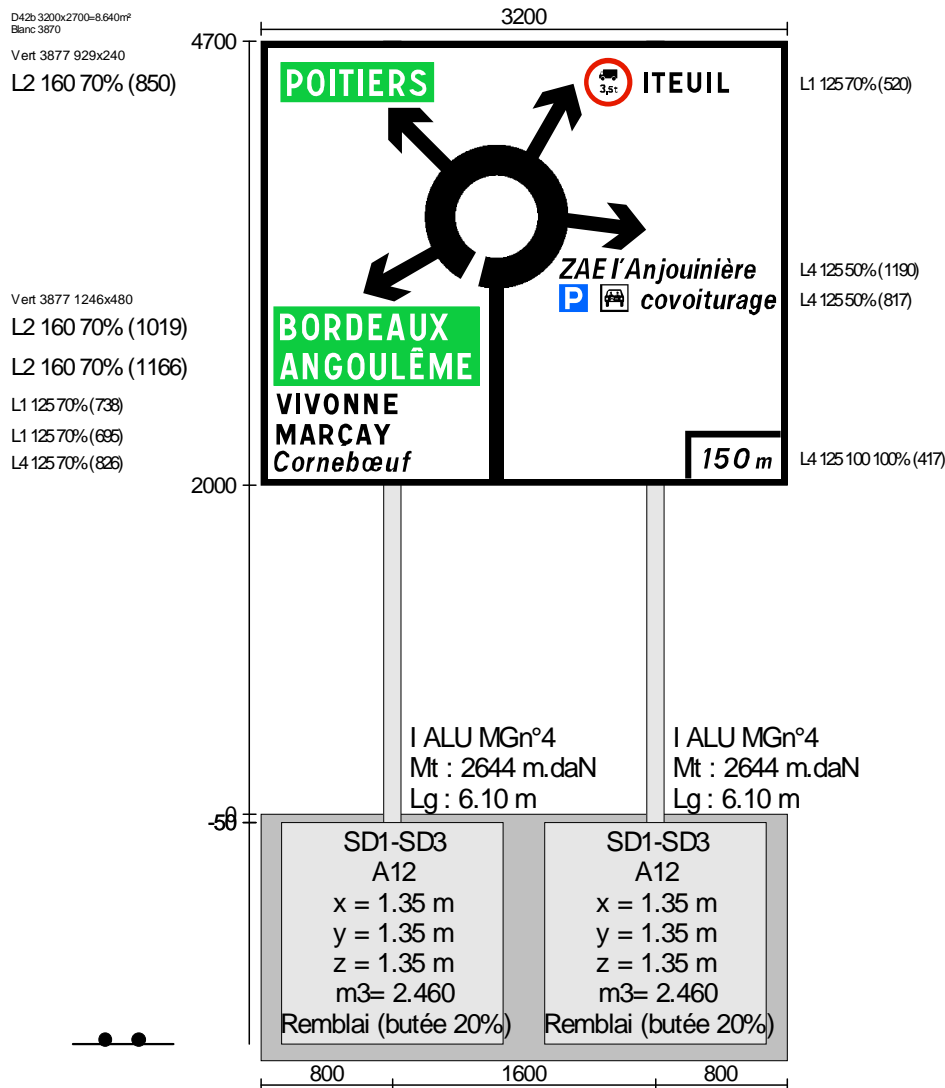 D42b 3200x2700=8.640m²
Blanc 3870
Vert 3877 929x240
L2 160 70% (850)
3200
4700
POITIERS
3,5t
ITEUIL
L1 125 70% (520)
ZAE l'Anjouinière
L4 125 50% (1190)
P covoiturage
L4 125 50% (817)
Vert 3877 1246x480
L2 160 70% (1019)
BORDEAUX
L2 160 70% (1166)
ANGOULÊME
L1 125 70% (738)
VIVONNE
L1 125 70% (695)
MARÇAY
L4 125 70% (826)
Cornebœuf
150 m
L4 125 100 100% (417)
2000
I ALU MGn°4
Mt : 2644 m.daN
Lg : 6.10 m
I ALU MGn°4
Mt : 2644 m.daN
Lg : 6.10 m
0
-50
SD1-SD3
A12
x = 1.35 m
y = 1.35 m
z = 1.35 m
m3= 2.460
Remblai (butée 20%)
SD1-SD3
A12
x = 1.35 m
y = 1.35 m
z = 1.35 m
m3= 2.460
Remblai (butée 20%)
800
1600
800